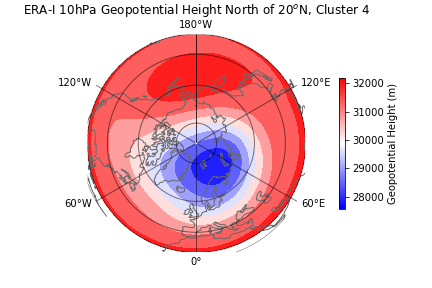 ERA-I 10hPa Geopotential Height North of 20°N, Cluster 4
180°W
120°W
120°E
60°W
60°E
0°
32000
31000
30000
29000
28000
Geopotential Height (m)